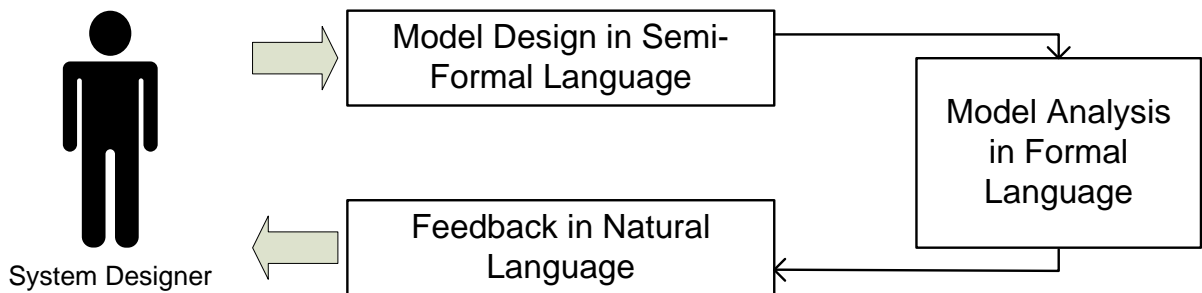 Model Design in Semi-
Formal Language
Model Analysis
in Formal
Language
Feedback in Natural
Language
System Designer